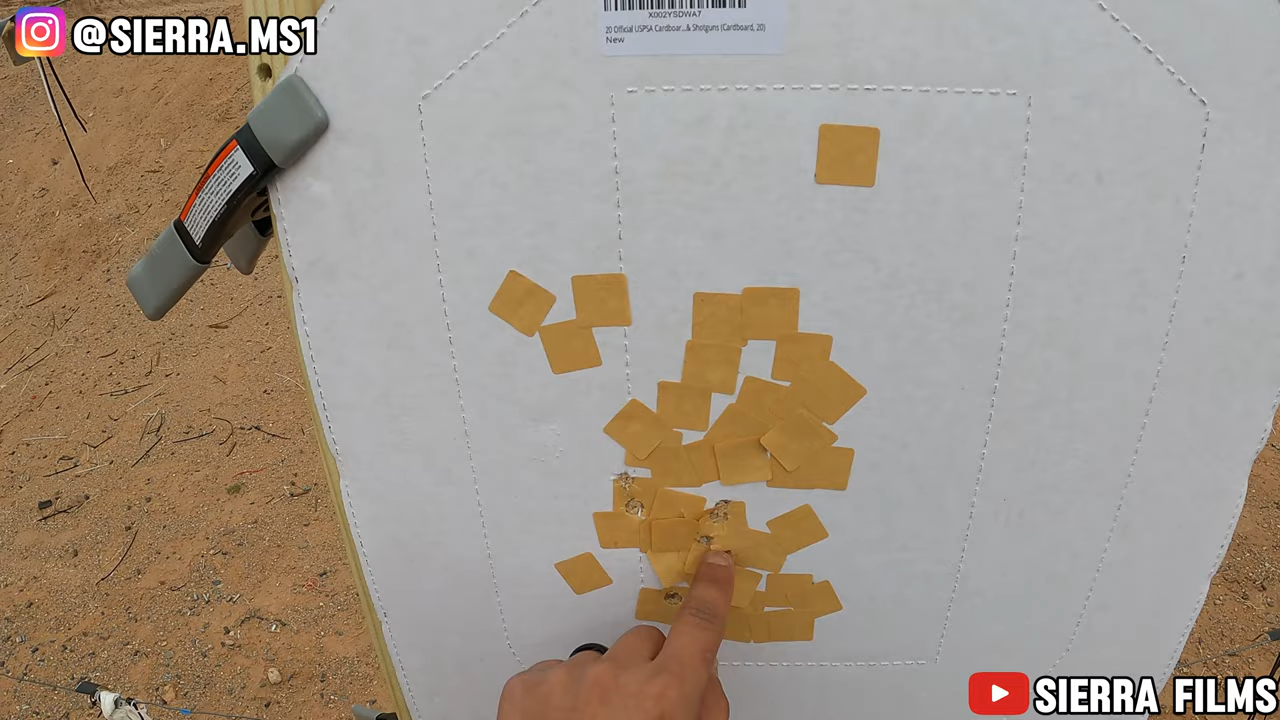 @SIERRA.MS1
X002YSDWA7
20 Official USPSA Cardboar...& Shotguns (Cardboard, 20)
New
SIERRA FILMS